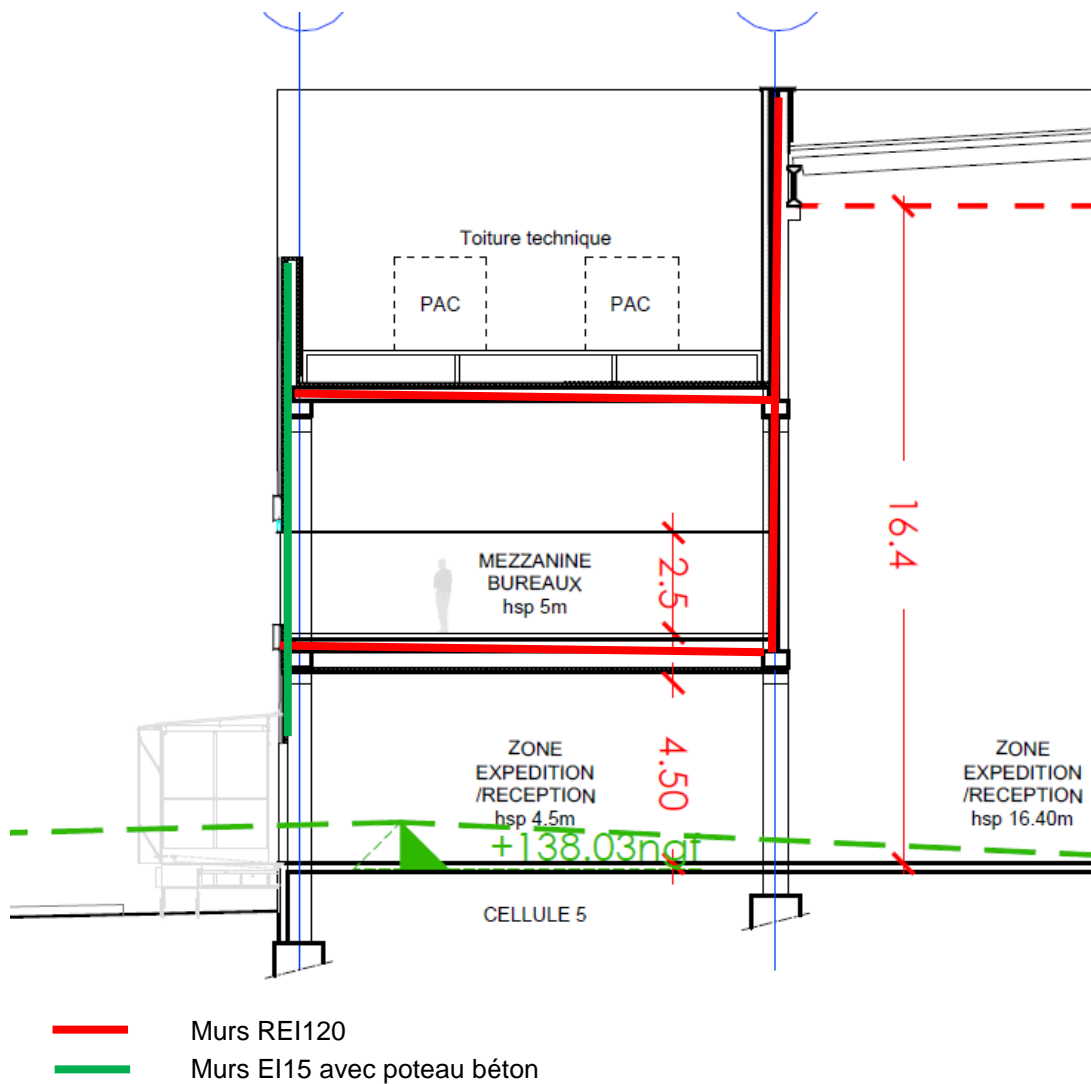 Toiture technique
PAC
PAC
16.4
MEZZANINE
BUREAUX
hsp 5m
2.5
ZONE
EXPEDITION
/RECEPTION
hsp 4.5m
4.50
ZONE
EXPEDITION
/RECEPTION
hsp 16.40m
+138.03ngf
CELLULE 5
Murs REI120
Murs EI15 avec poteau béton